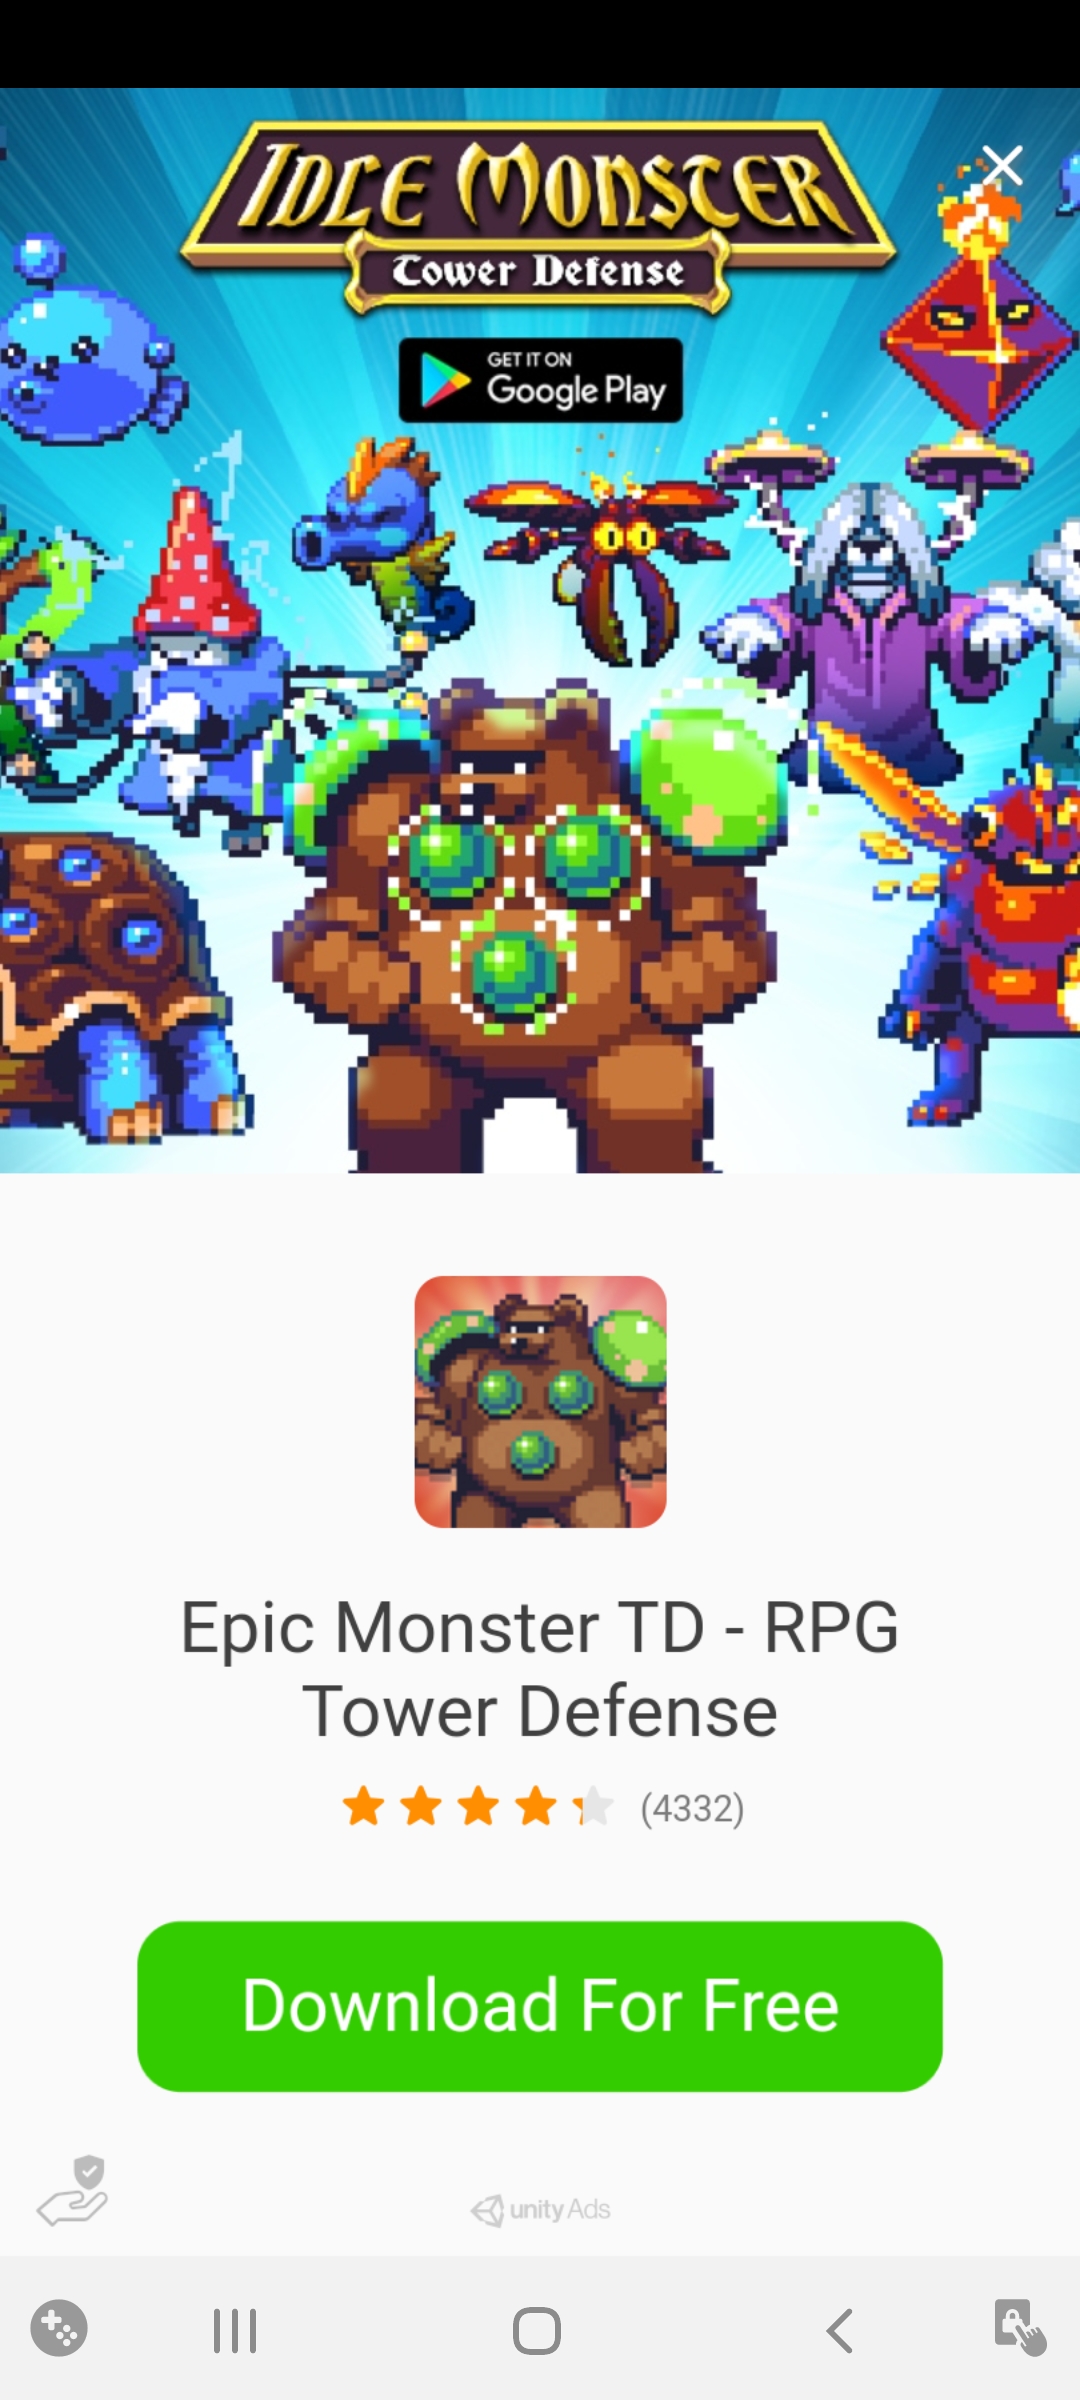 IDLE MONSTER
Tower Defense
GET IT ON
Google Play
Epic Monster TD - RPG
Tower Defense
(4332)
Download For Free
unity Ads